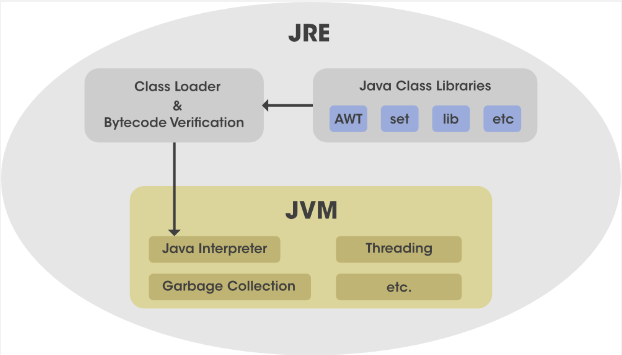 JRE
Class Loader
&
Bytecode Verification
Java Class Libraries
AWT
set
lib
etc
JVM
Java Interpreter
Threading
Garbage Collection
etc.